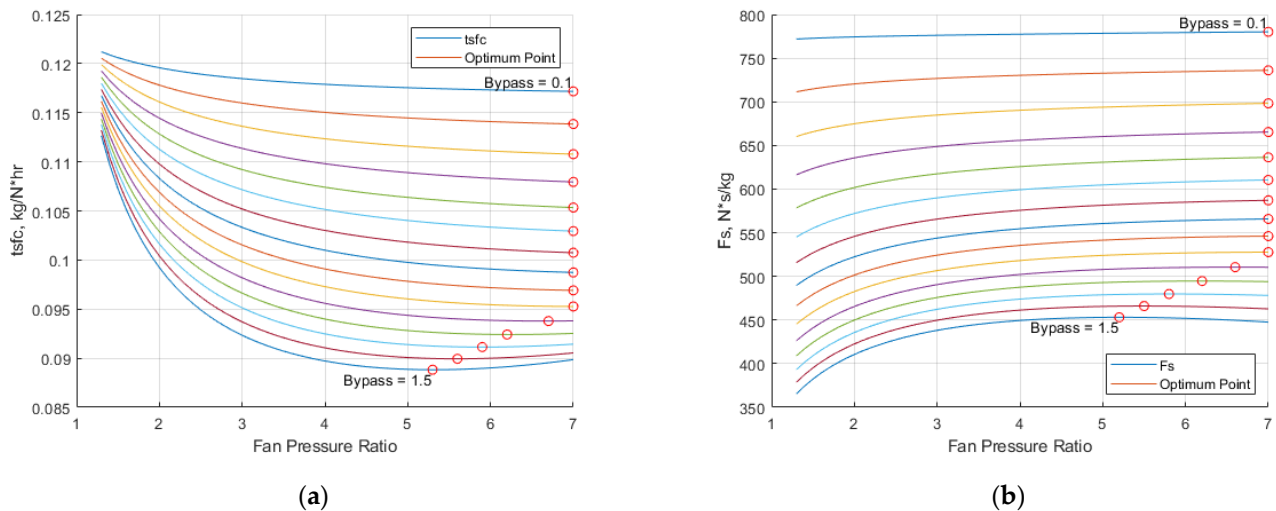 0.125
0.12
0.115
0.11
0.105
0.1
0.095
0.09
0.085
tsfc, kg/N*hr
tsfc
Optimum Point
Bypass = 0.1
Bypass = 1.5
1 2 3 4 5 6 7
Fan Pressure Ratio
(a)
800
750
700
650
600
550
500
450
400
350
Fs, N*s/kg
Bypass = 0.1
Bypass = 1.5
Fs
Optimum Point
1 2 3 4 5 6 7
Fan Pressure Ratio
(b)